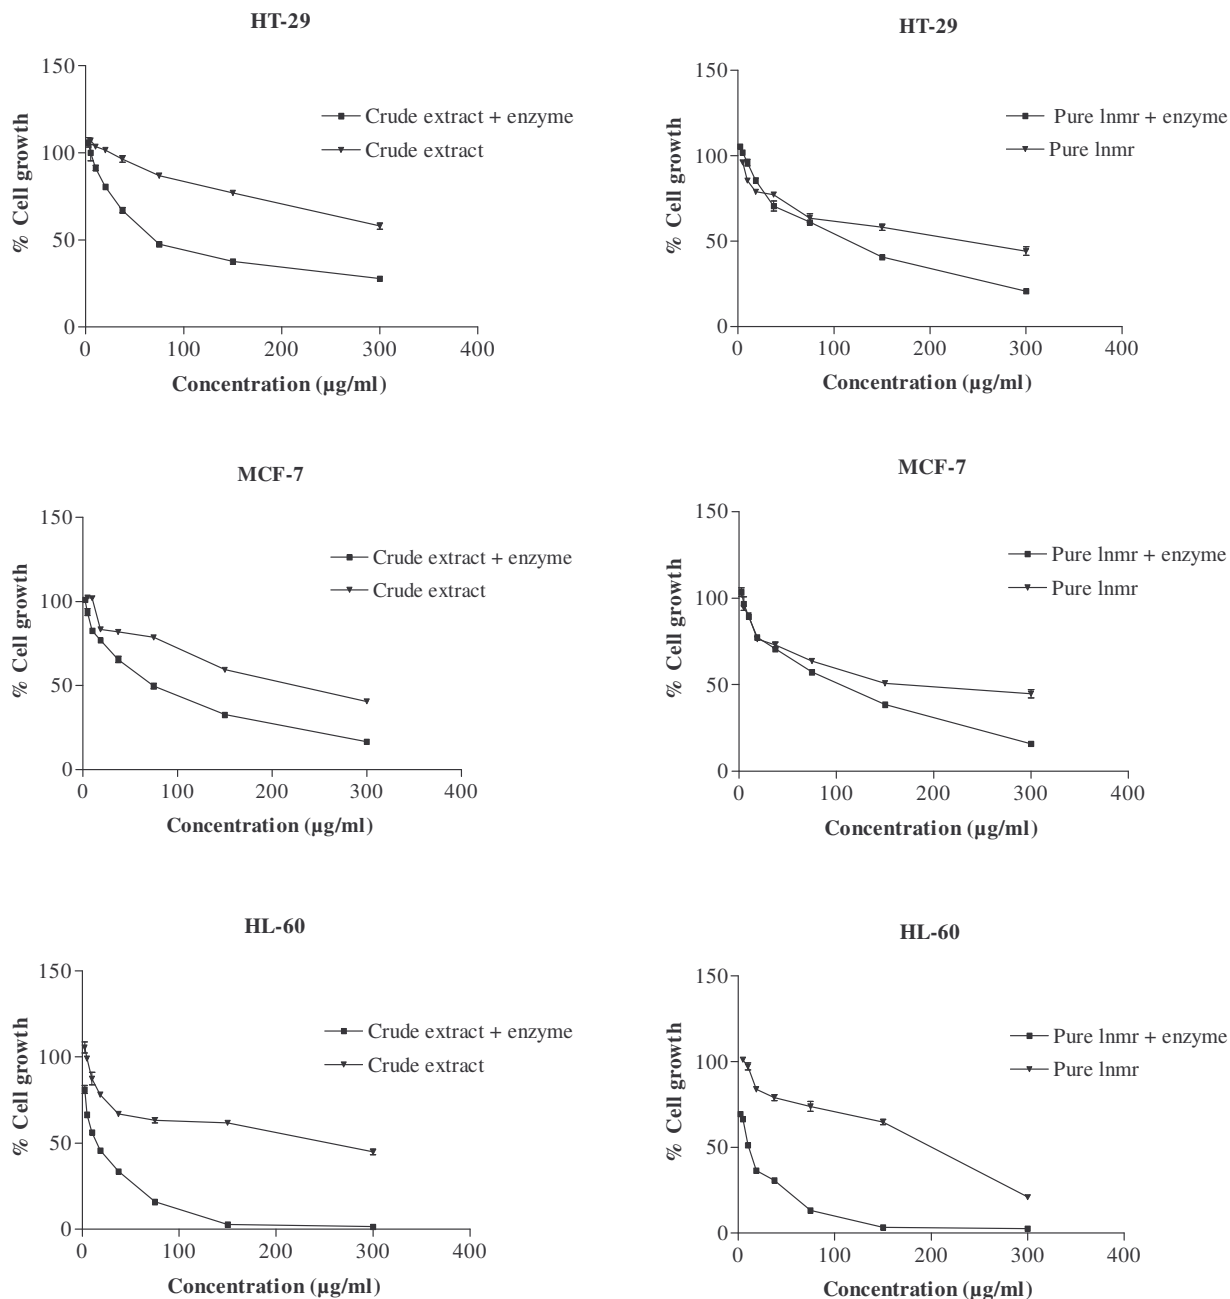 HT-29
% Cell growth
150
100
50
0
0 100 200 300 400
Concentration (µg/ml)
Crude extract + enzyme
Crude extract
HT-29
% Cell growth
150
100
50
0
0 100 200 300 400
Concentration (µg/ml)
Pure lnmr + enzyme
Pure lnmr
MCF-7
% Cell growth
150
100
50
0
0 100 200 300 400
Concentration (µg/ml)
Crude extract + enzyme
Crude extract
MCF-7
% Cell growth
150
100
50
0
0 100 200 300 400
Concentration (µg/ml)
Pure lnmr + enzyme
Pure lnmr
HL-60
% Cell growth
150
100
50
0
0 100 200 300 400
Concentration (µg/ml)
Crude extract + enzyme
Crude extract
HL-60
% Cell growth
150
100
50
0
0 100 200 300 400
Concentration (µg/ml)
Pure lnmr + enzyme
Pure lnmr